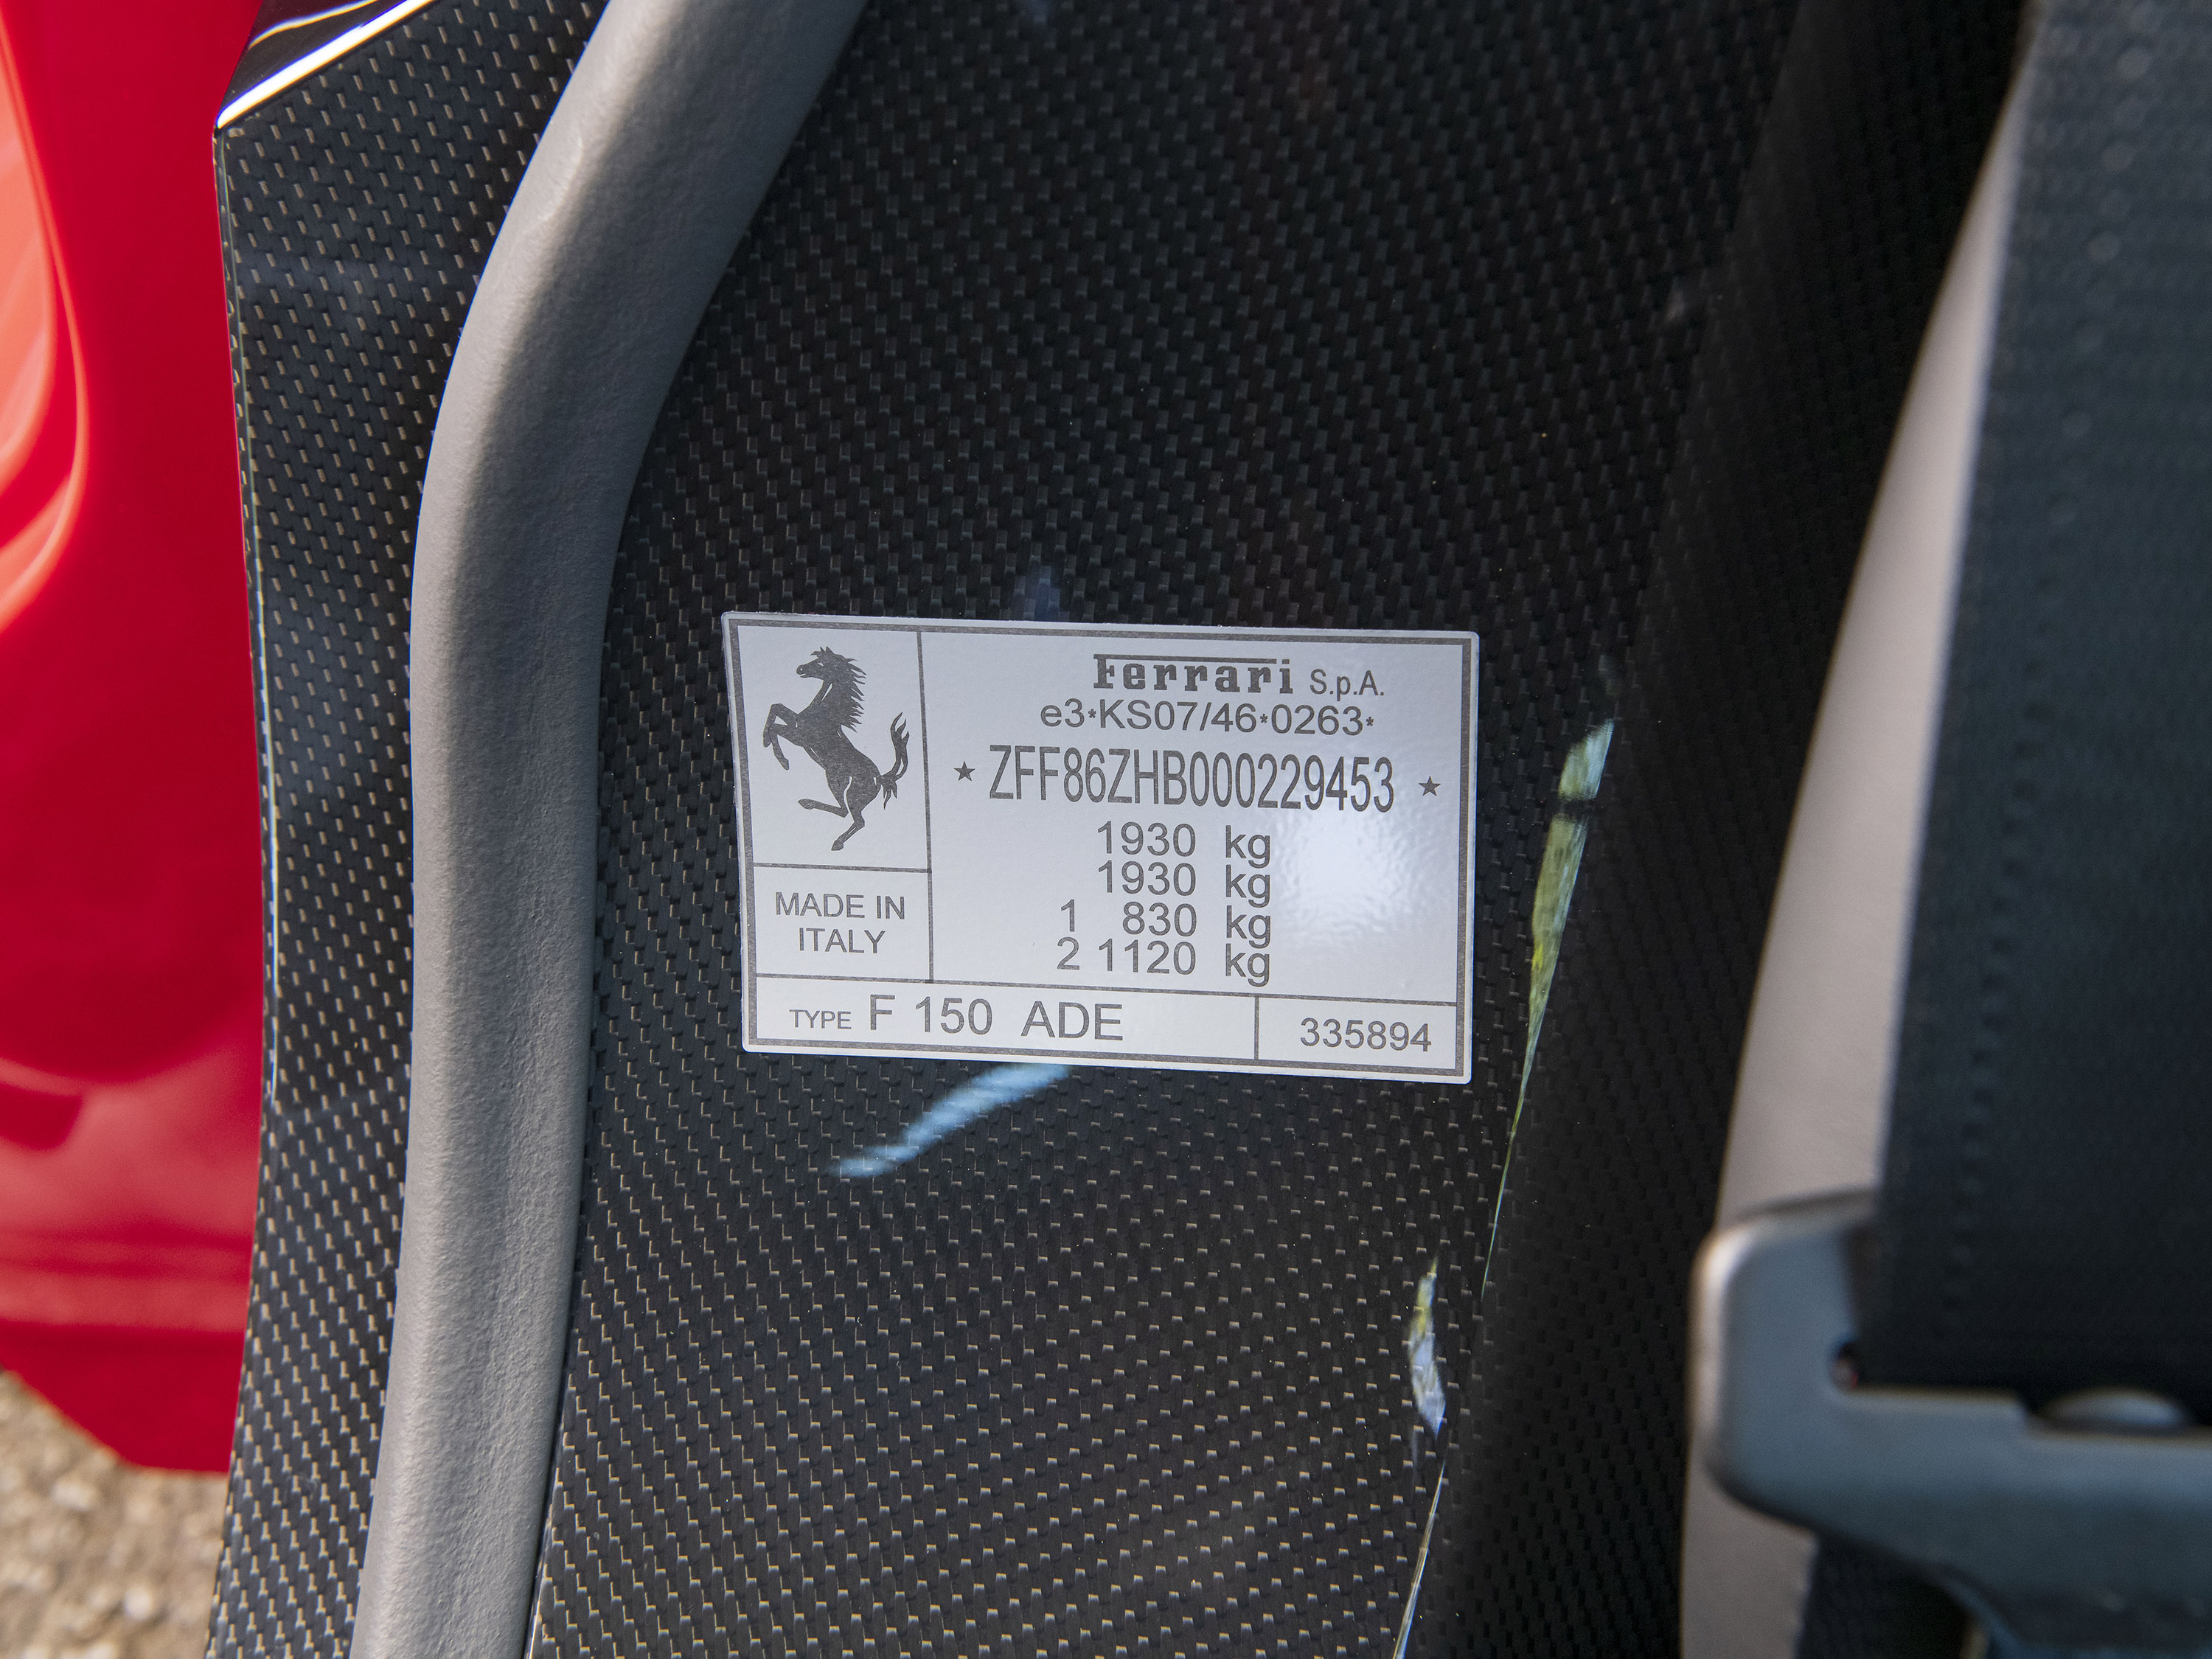 Ferrari S.p.A.
e3*KS07/46*0263*
★ ZFF86ZHB000229453 ★
1930 kg
1930 kg
1 830 kg
2 1120 kg
MADE IN
ITALY
TYPE F 150 ADE
335894